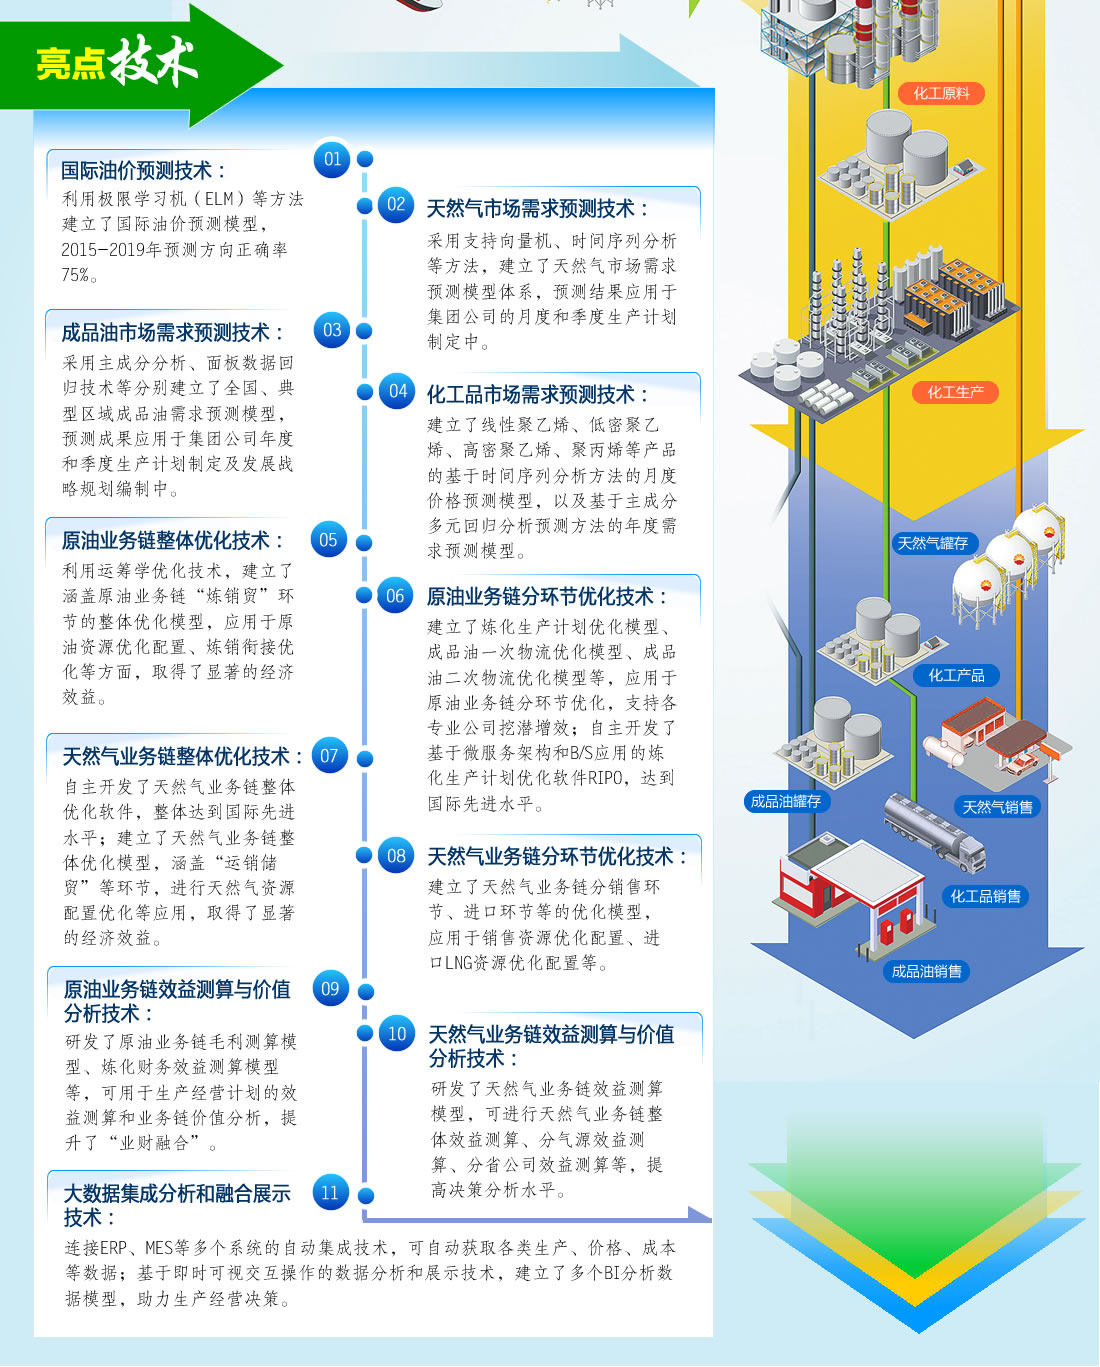 亮点技术
01
国际油价预测技术：
利用极限学习机（ELM）等方法
建立了国际油价预测模型，
2015-2019年预测方向正确率
75%。
02
天然气市场需求预测技术：
采用支持向量机、时间序列分析
等方法，建立了天然气市场需求
预测模型体系，预测结果应用于
集团公司的月度和季度生产计划
制定中。
03
成品油市场需求预测技术：
采用主成分分析、面板数据回
归技术等分别建立了全国、典
型区域成品油需求预测模型，
预测成果应用于集团公司年度
和季度生产计划制定及发展战
略规划编制中。
04
化工品市场需求预测技术：
建立了线性聚乙烯、低密聚乙
烯、高密聚乙烯、聚丙烯等产品
的基于时间序列分析方法的月度
价格预测模型，以及基于主成分
多元回归分析预测方法的年度需
求预测模型。
05
原油业务链整体优化技术：
利用运筹学优化技术，建立了
涵盖原油业务链“炼销贸”环
节的整体优化模型，应用于原
油资源优化配置、炼销衔接优
化等方面，取得了显著的经济
效益。
06
原油业务链分环节优化技术：
建立了炼化生产计划优化模型、
成品油一次物流优化模型、成品
油二次物流优化模型等，应用于
原油业务链分环节优化，支持各
专业公司挖潜增效；自主开发了
基于微服务架构和B/S应用的炼
化生产计划优化软件RIPO，达到
国际先进水平。
07
天然气业务链整体优化技术：
自主开发了天然气业务链整体
优化软件，整体达到国际先进
水平；建立了天然气业务链整
体优化模型，涵盖“运销储
贸”等环节，进行天然气资源
配置优化等应用，取得了显著
的经济效益。
08
天然气业务链分环节优化技术：
建立了天然气业务链分销售环
节、进口环节等的优化模型，
应用于销售资源优化配置、进
口LNG资源优化配置等。
09
原油业务链效益测算与价值
分析技术：
研发了原油业务链毛利测算模
型、炼化财务效益测算模型
等，可用于生产经营计划的效
益测算和业务链价值分析，提
升了“业财融合”。
10
天然气业务链效益测算与价值
分析技术：
研发了天然气业务链效益测算
模型，可进行天然气业务链整
体效益测算、分气源效益测
算、分省公司效益测算等，提
高决策分析水平。
11
大数据集成分析和融合展示
技术：
连接ERP、MES等多个系统的自动集成技术，可自动获取各类生产、价格、成本
等数据；基于即时可视交互操作的数据分析和展示技术，建立了多个BI分析数
据模型，助力生产经营决策。
化工原料
化工生产
天然气罐存
化工产品
成品油罐存
天然气销售
化工品销售
成品油销售